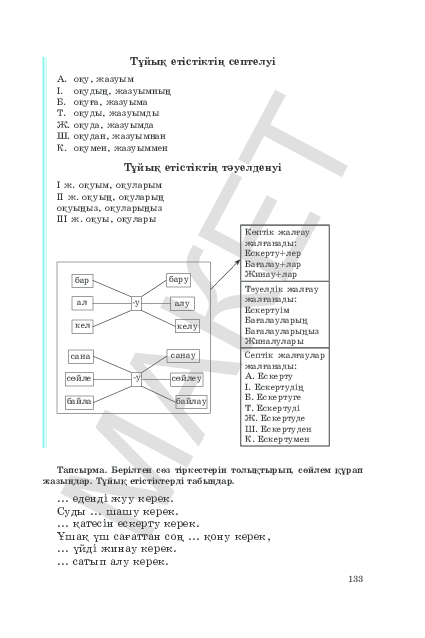 Тұйық етістіктің септелуі
А. оқу, жазуым
І. оқудың, жазуымның
Б. оқуға, жазуыма
Т. оқуды, жазуымды
Ж. оқуда, жазуымда
Ш. оқудан, жазуымнан
К. оқумен, жазуыммен
Тұйық етістіктің тәуелденуі
І ж. оқуым, оқуларым
ІІ ж. оқуың, оқуларың
оқуыңыз, оқуларыңыз
ІІІ ж. оқуы, оқулары
бар
ал
кел
-у
бару
алу
келу
сана
сөйле
байла
-у
санау
сөйлеу
байлау
Көптік жалғау
жалғанады:
Ескерту+лер
Бағалау+лар
Жинау+лар
Тәуелдік жалғау
жалғанады:
Ескертуім
Бағалауларың
Бағалауларыңыз
Жиналулары
Септік жалғаулар
жалғанады:
А. Ескерту
І. Ескертудің
Б. Ескертуге
Т. Ескертуді
Ж. Ескертуде
Ш. Ескертуден
К. Ескертумен
Тапсырма. Берілген сөз тіркестерін толықтырып, сөйлем құрап
жазыңдар. Тұйық етістіктерді табыңдар.
... еденді жуу керек.
Суды ... шашу керек.
... қатесін ескерту керек.
Ұшақ үш сағаттан соң ... қону керек,
... үйді жинау керек.
... сатып алу керек.
133
МАКЕТ